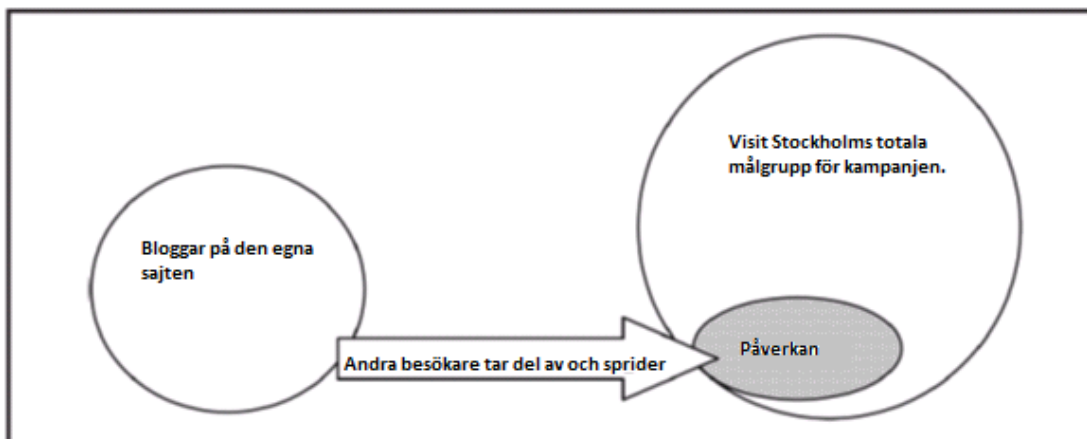 Visit Stockholms totala
målgrupp för kampanjen.
Bloggar på den egna
sajten
Andra besökare tar del av och sprider
Påverkan